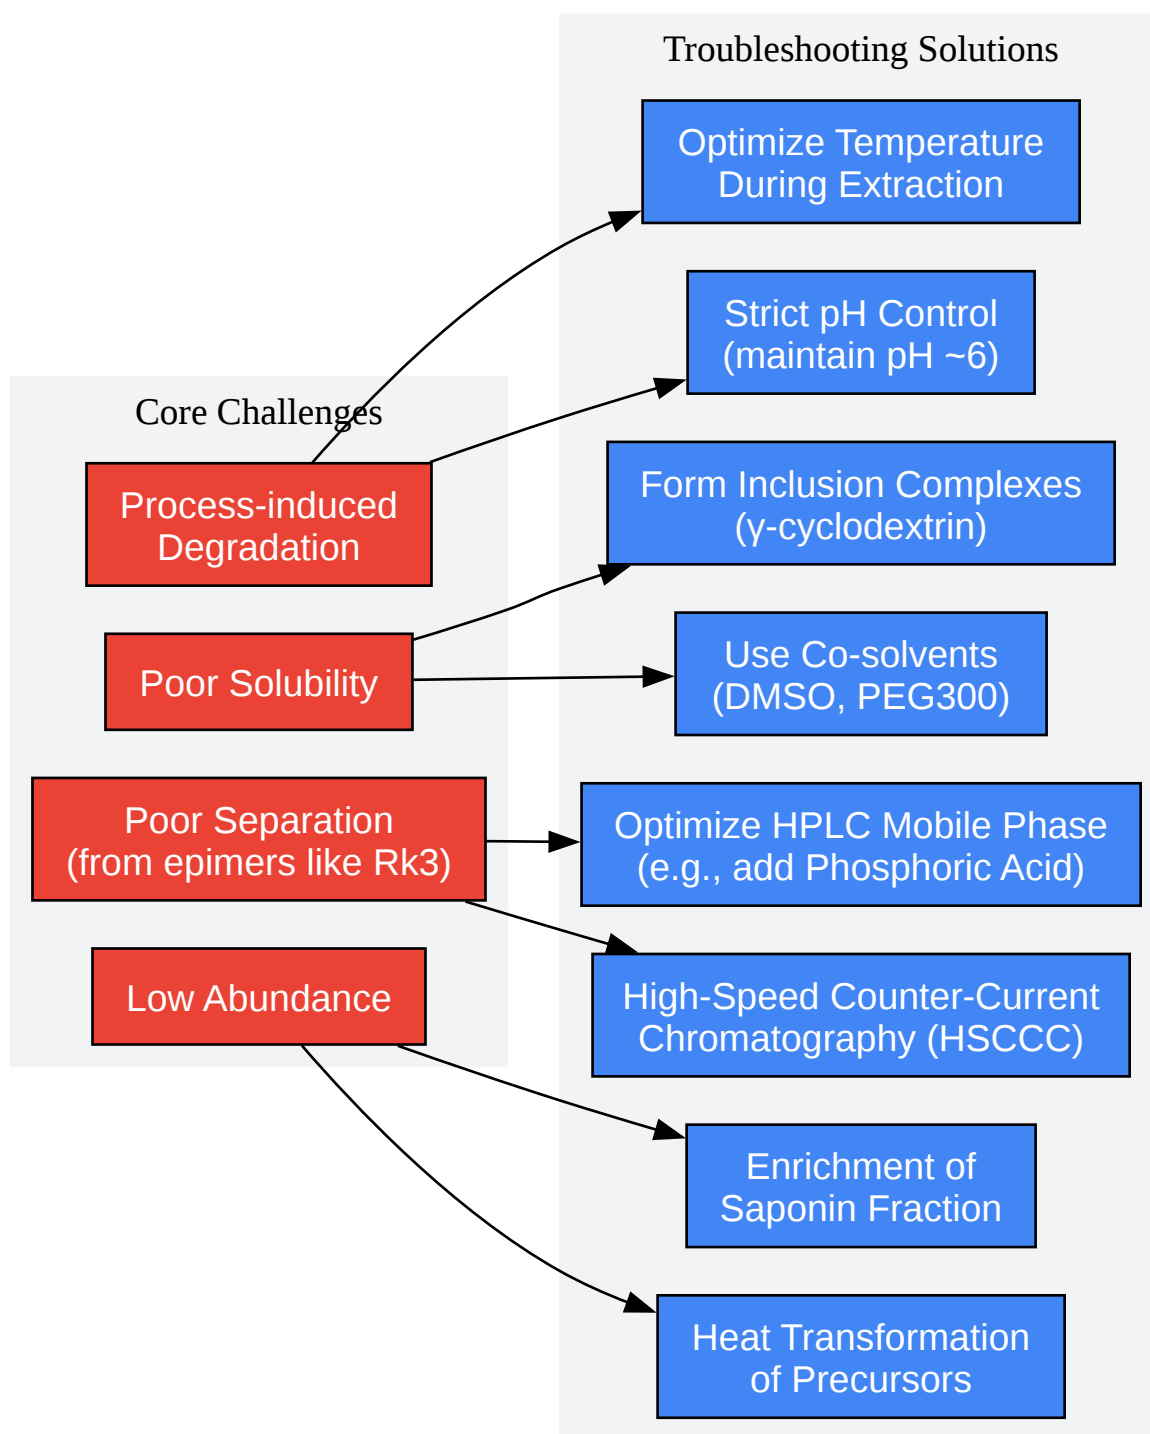 Core Challenges
Process-induced
Degradation
Poor Solubility
Poor Separation
(from epimers like Rk3)
Low Abundance
Troubleshooting Solutions
Optimize Temperature
During Extraction
Strict pH Control
(maintain pH ~6)
Form Inclusion Complexes
(γ-cyclodextrin)
Use Co-solvents
(DMSO, PEG300)
Optimize HPLC Mobile Phase
(e.g., add Phosphoric Acid)
High-Speed Counter-Current
Chromatography (HSCCC)
Enrichment of
Saponin Fraction
Heat Transformation
of Precursors